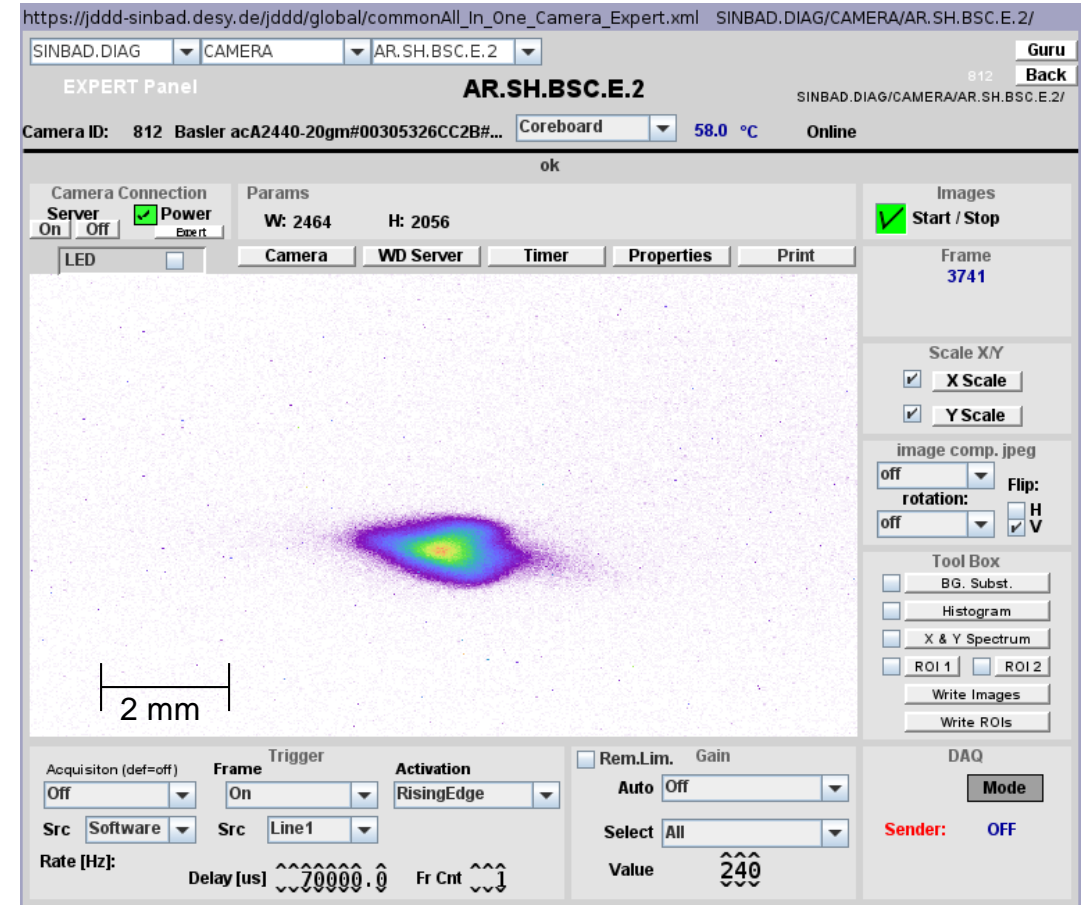 https://jddd-sinbad.desy.de/jddd/global/commonAll_In_One_Camera_Expert.xml SINBAD.DIAG/CAMERA/AR.SH.BSC.E.2/
SINBAD.DIAG CAMERA AR.SH.BSC.E.2 Guru
EXPERT Panel AR.SH.BSC.E.2 812 Back
SINBAD.DIAG/CAMERA/AR.SH.BSC.E.2/
Camera ID: 812 Basler acA2440-20gm#00305326CC2B#... Coreboard 58.0 °C Online
ok
Camera Connection Params Images
Server Power W: 2464 H: 2056 Start / Stop
On Off Expert
LED Camera WD Server Timer Properties Print Frame
3741
Scale X/Y
X Scale
Y Scale
image comp. jpeg
off Flip:
rotation: H
off V
Tool Box
BG. Subst.
Histogram
X & Y Spectrum
ROI 1 ROI 2
Write Images
Write ROIs
2 mm
Trigger Rem.Lim. Gain DAQ
Acquisiton (def=off) Frame Activation
Off On RisingEdge Auto Off Mode
Src Software Src Line1 Select All Sender: OFF
Rate [Hz]: Delay [us] 70000.0 Fr Cnt 1 Value 240